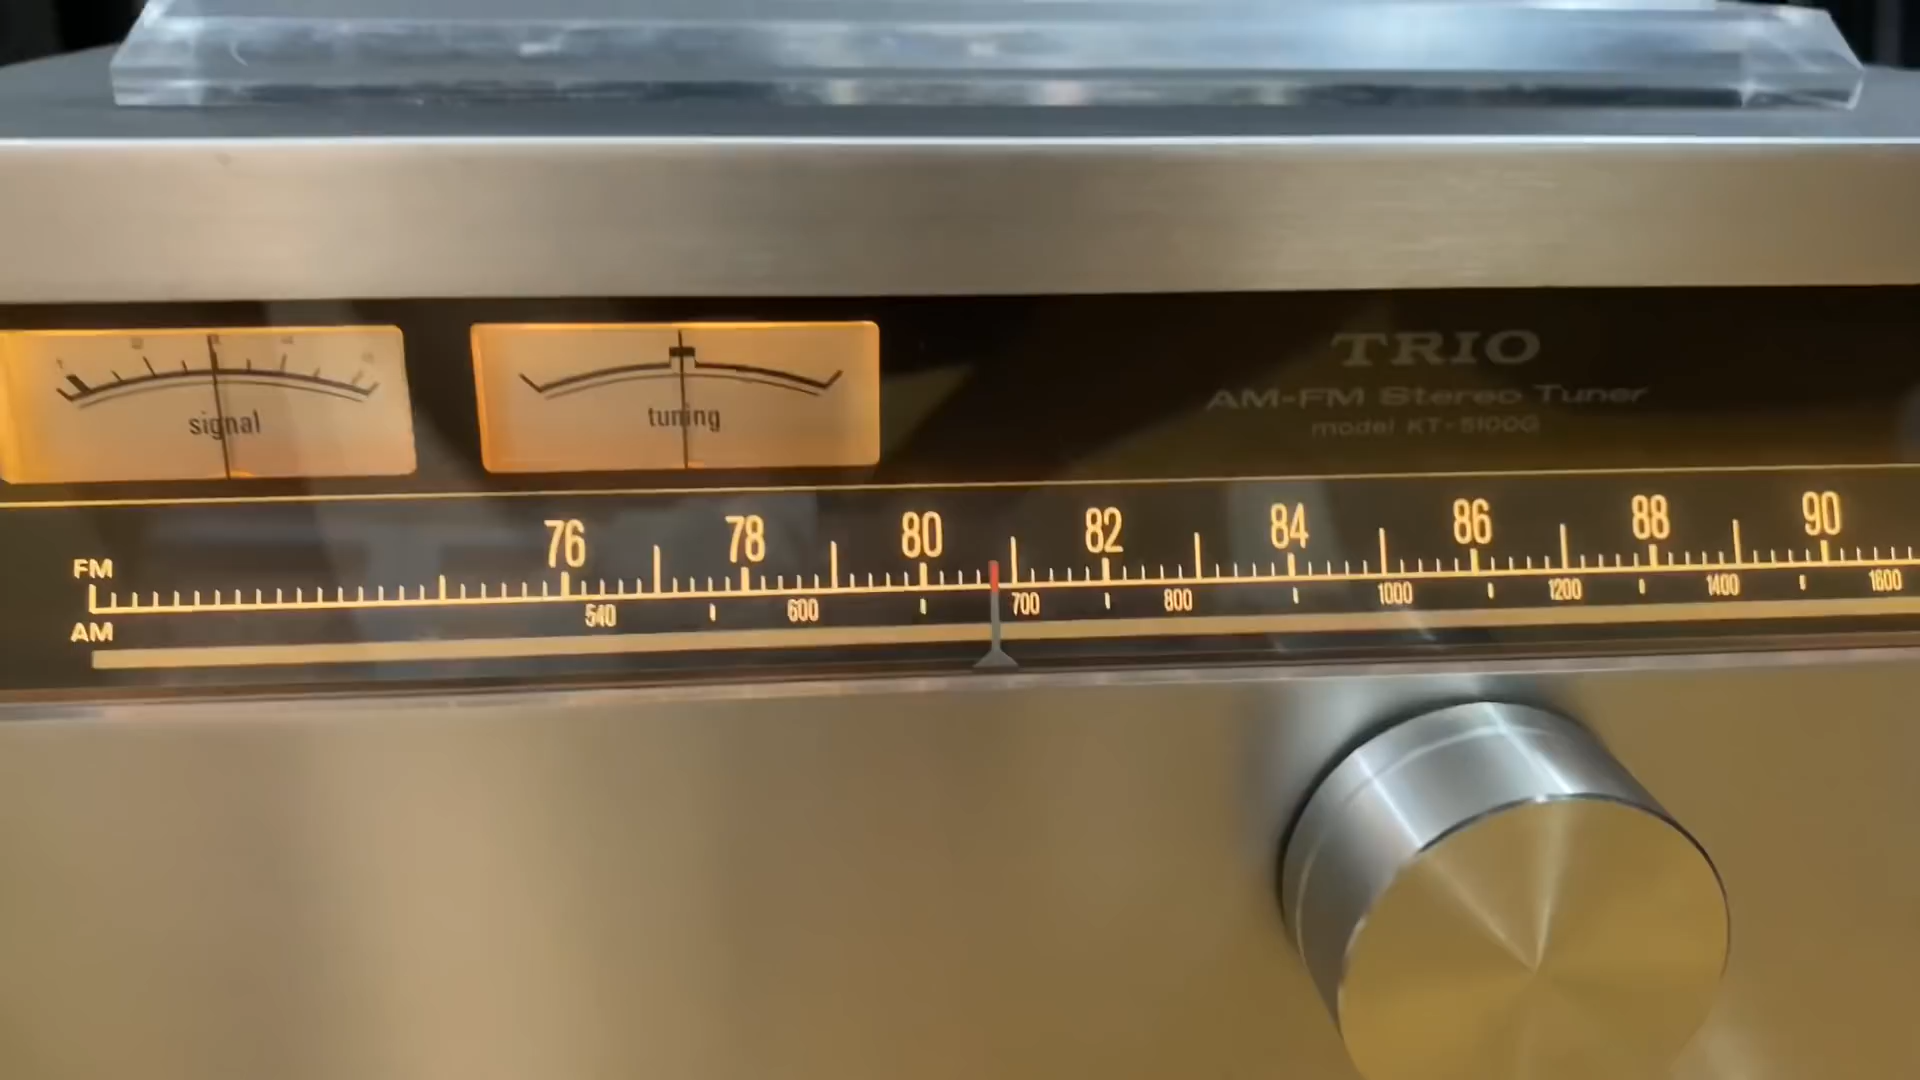 signal
tuning
TRIO
AM-FM Stereo Tuner
model KT-5100G
76 78 80 82 84 86 88 90
FM
540 600 700 800 1000 1200 1400 1600
AM